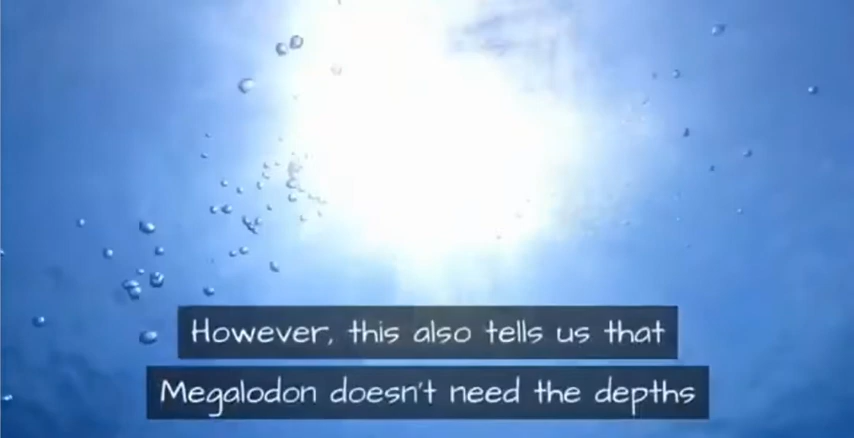 However, this also tells us that
Megalodon doesn't need the depths